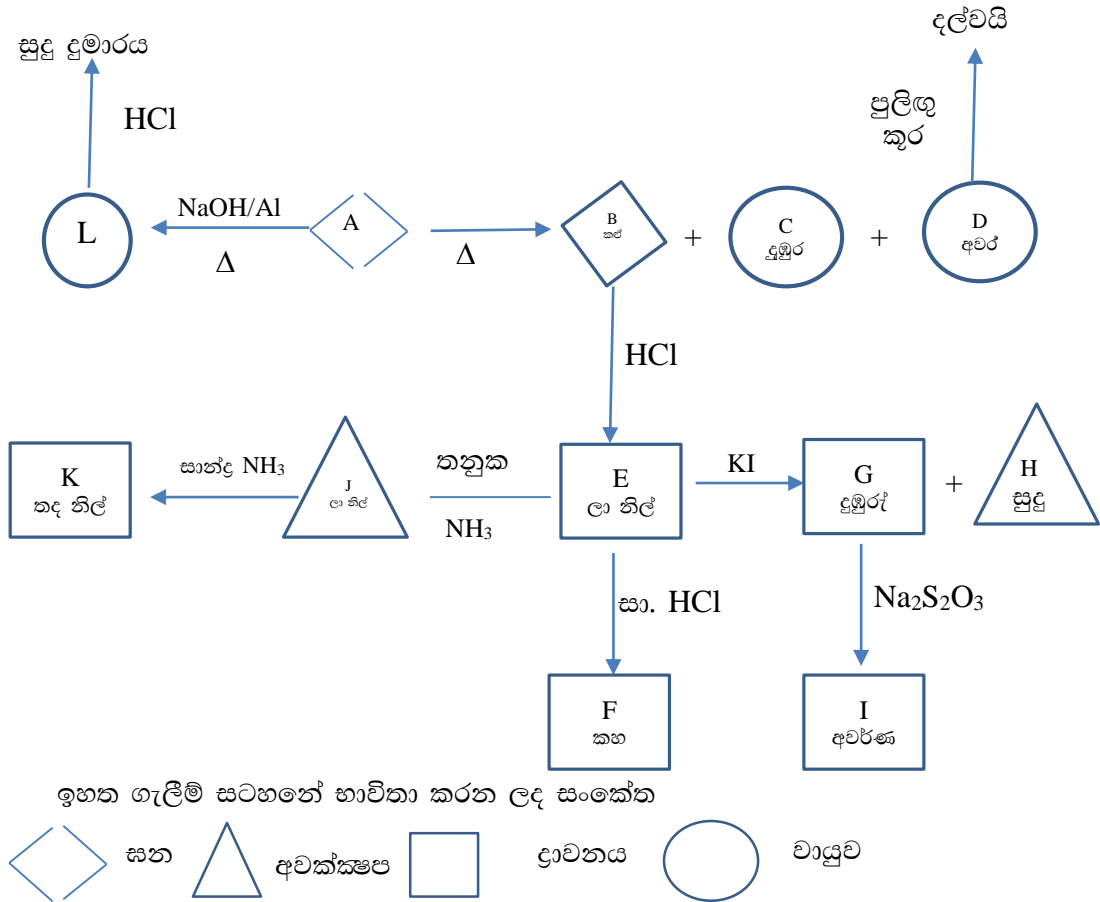 සුදු දුමාරය
දල්වයි
HCl
පුලිඟු
කූර
L
NaOH/Al
Δ
A
Δ
B
කළු
+
C
දුඹුර
+
D
අවර්
HCl
K
තද නිල්
සාන්ද්‍ර NH₃
J
ලා නිල්
තනුක
NH₃
E
ලා නිල්
KI
G
දුඹුරු
+
H
සුදු
සා. HCl
Na₂S₂O₃
F
කහ
I
අවර්ණ
ඉහත ගැලීම් සටහනේ භාවිතා කරන ලද සංකේත
ඝන
අවක්ක්‍ෂප
ද්‍රාවනය
වායුව